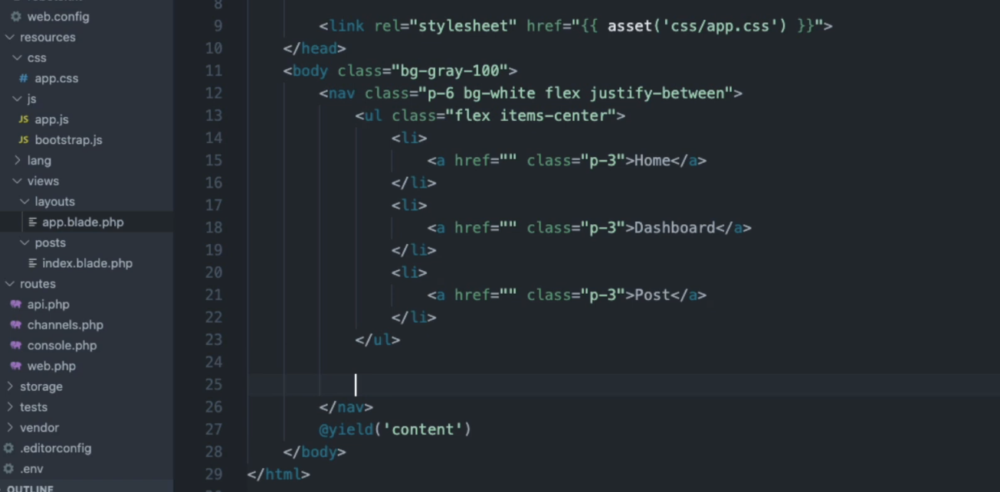 web.config
resources
css
# app.css
js
JS app.js
JS bootstrap.js
lang
views
layouts
app.blade.php
posts
index.blade.php
routes
api.php
channels.php
console.php
web.php
storage
tests
vendor
.editorconfig
.env
OUTLINE
8
9 <link rel="stylesheet" href="{{ asset('css/app.css') }}">
10 </head>
11 <body class="bg-gray-100">
12 <nav class="p-6 bg-white flex justify-between">
13 <ul class="flex items-center">
14 <li>
15 <a href="" class="p-3">Home</a>
16 </li>
17 <li>
18 <a href="" class="p-3">Dashboard</a>
19 </li>
20 <li>
21 <a href="" class="p-3">Post</a>
22 </li>
23 </ul>
24
25
26 </nav>
27 @yield('content')
28 </body>
29 </html>